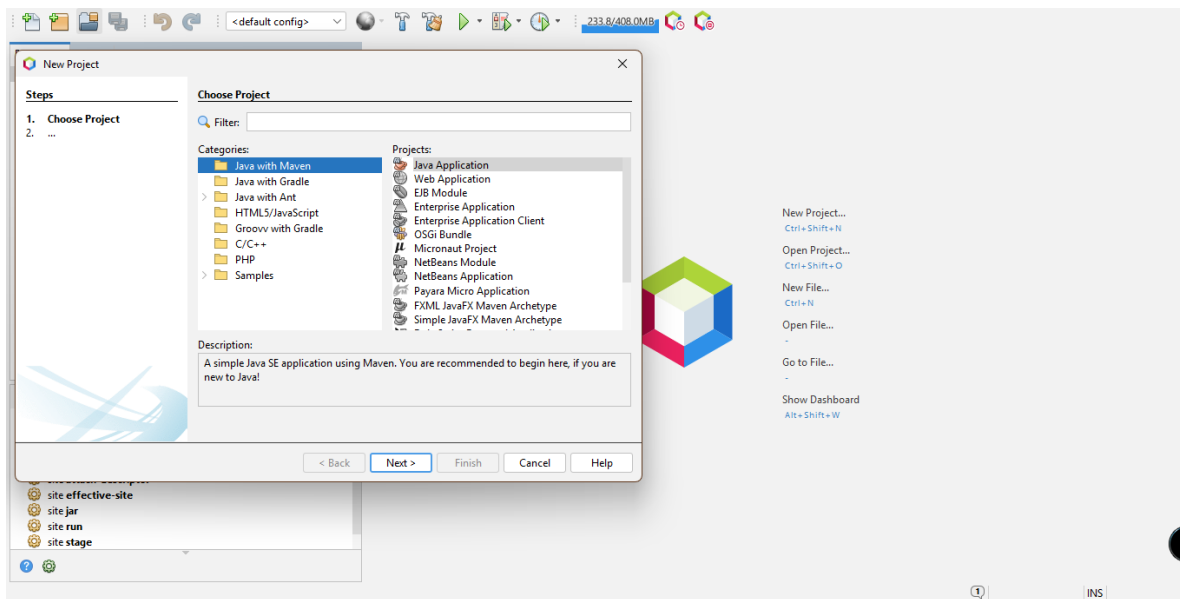 <default config>
233.8/408.0MB
New Project
Steps
1. Choose Project
2. ...
Choose Project
Filter:
Categories:
Java with Maven
Java with Gradle
Java with Ant
HTML5/JavaScript
Groovy with Gradle
C/C++
PHP
Samples
Projects:
Java Application
Web Application
EJB Module
Enterprise Application
Enterprise Application Client
OSGi Bundle
Micronaut Project
NetBeans Module
NetBeans Application
Payara Micro Application
FXML JavaFX Maven Archetype
Simple JavaFX Maven Archetype
Description:
A simple Java SE application using Maven. You are recommended to begin here, if you are
new to Java!
< Back
Next >
Finish
Cancel
Help
site effective-site
site jar
site run
site stage
New Project...
Ctrl+Shift+N
Open Project...
Ctrl+Shift+O
New File...
Ctrl+N
Open File...
-
Go to File...
-
Show Dashboard
Alt+Shift+W
1
INS